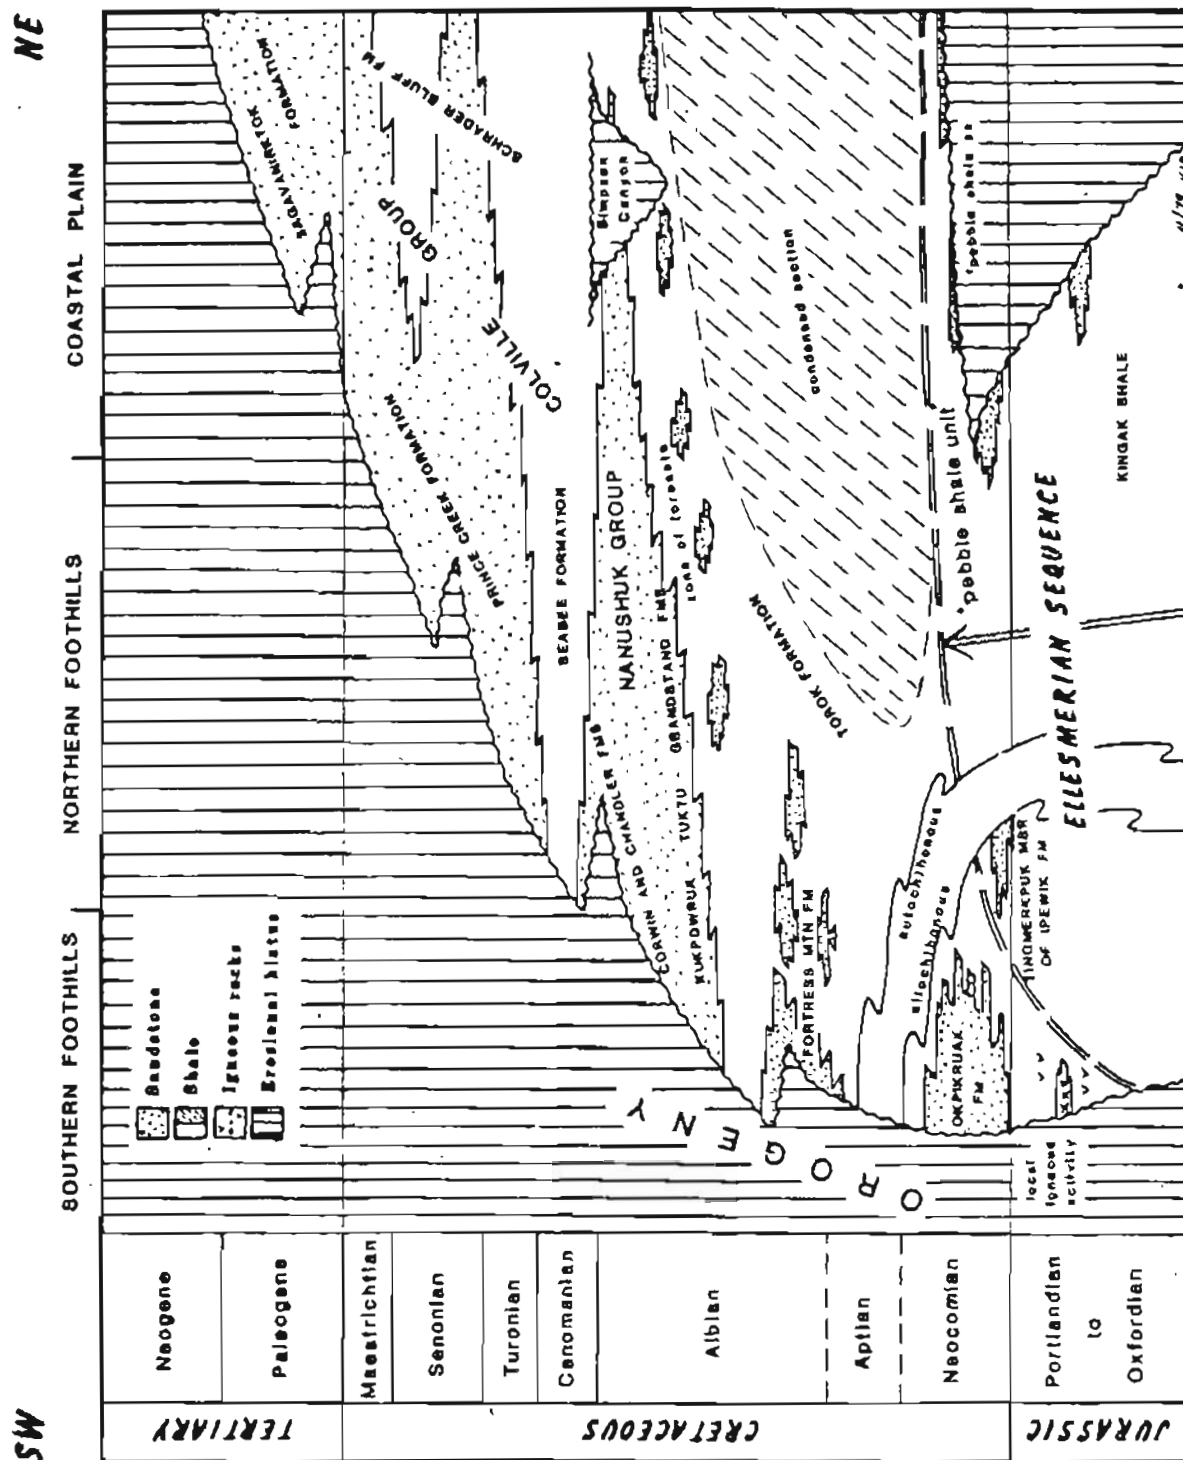 SW
NE
SOUTHERN FOOTHILLS
NORTHERN FOOTHILLS
COASTAL PLAIN
TERTIARY
CRETACEOUS
JURASSIC
Neogene
Paleogene
Maestrichtian
Senonian
Turonian
Cenomanian
Albian
Aptian
Neocomian
Portlandian
to
Oxfordian
Sandstone
Shale
Igneous rocks
Erosional hiatus
OROGENY
local
igneous
activity
SAGAVANIRKTOK
FORMATION
SCHRADER BLUFF FM
PRINCE CREEK FORMATION
COLVILLE GROUP
SEABEE FORMATION
Simpson
Canyon
NANUSHUK GROUP
CORWIN AND CHANDLER FMS
KUKPOWRUK
TUKTU
GRANDSTAND FMS
zone of foresets
TOROK FORMATION
condensed section
FORTRESS MTN FM
autochthonous
allochthonous
OKPIKRUAK
FM
TINGMERKPUK MBR
OF IPEWIK FM
"pebble shale unit
"pebble shale ss
KINGAK SHALE
ELLESMERIAN SEQUENCE